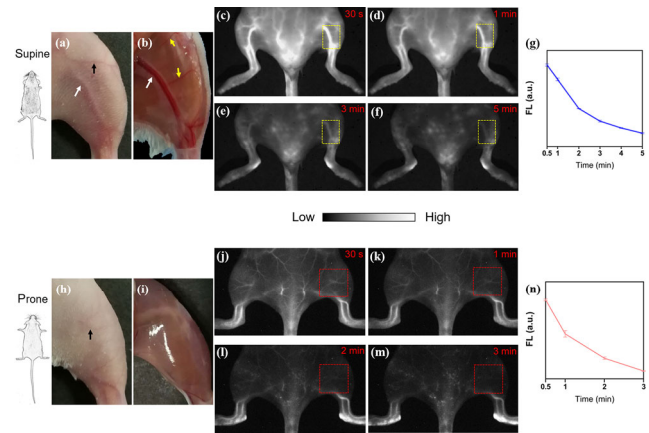 (c)
30 s
(d)
1 min
(a)
(b)
(g)
Supine
FL (a.u.)
0.5 1 2 3 4 5
Time (min)
(e)
3 min
(f)
5 min
Low
High
(j)
30 s
(k)
1 min
(h)
(i)
(n)
Prone
FL (a.u.)
0.5 1 2 3
Time (min)
(l)
2 min
(m)
3 min